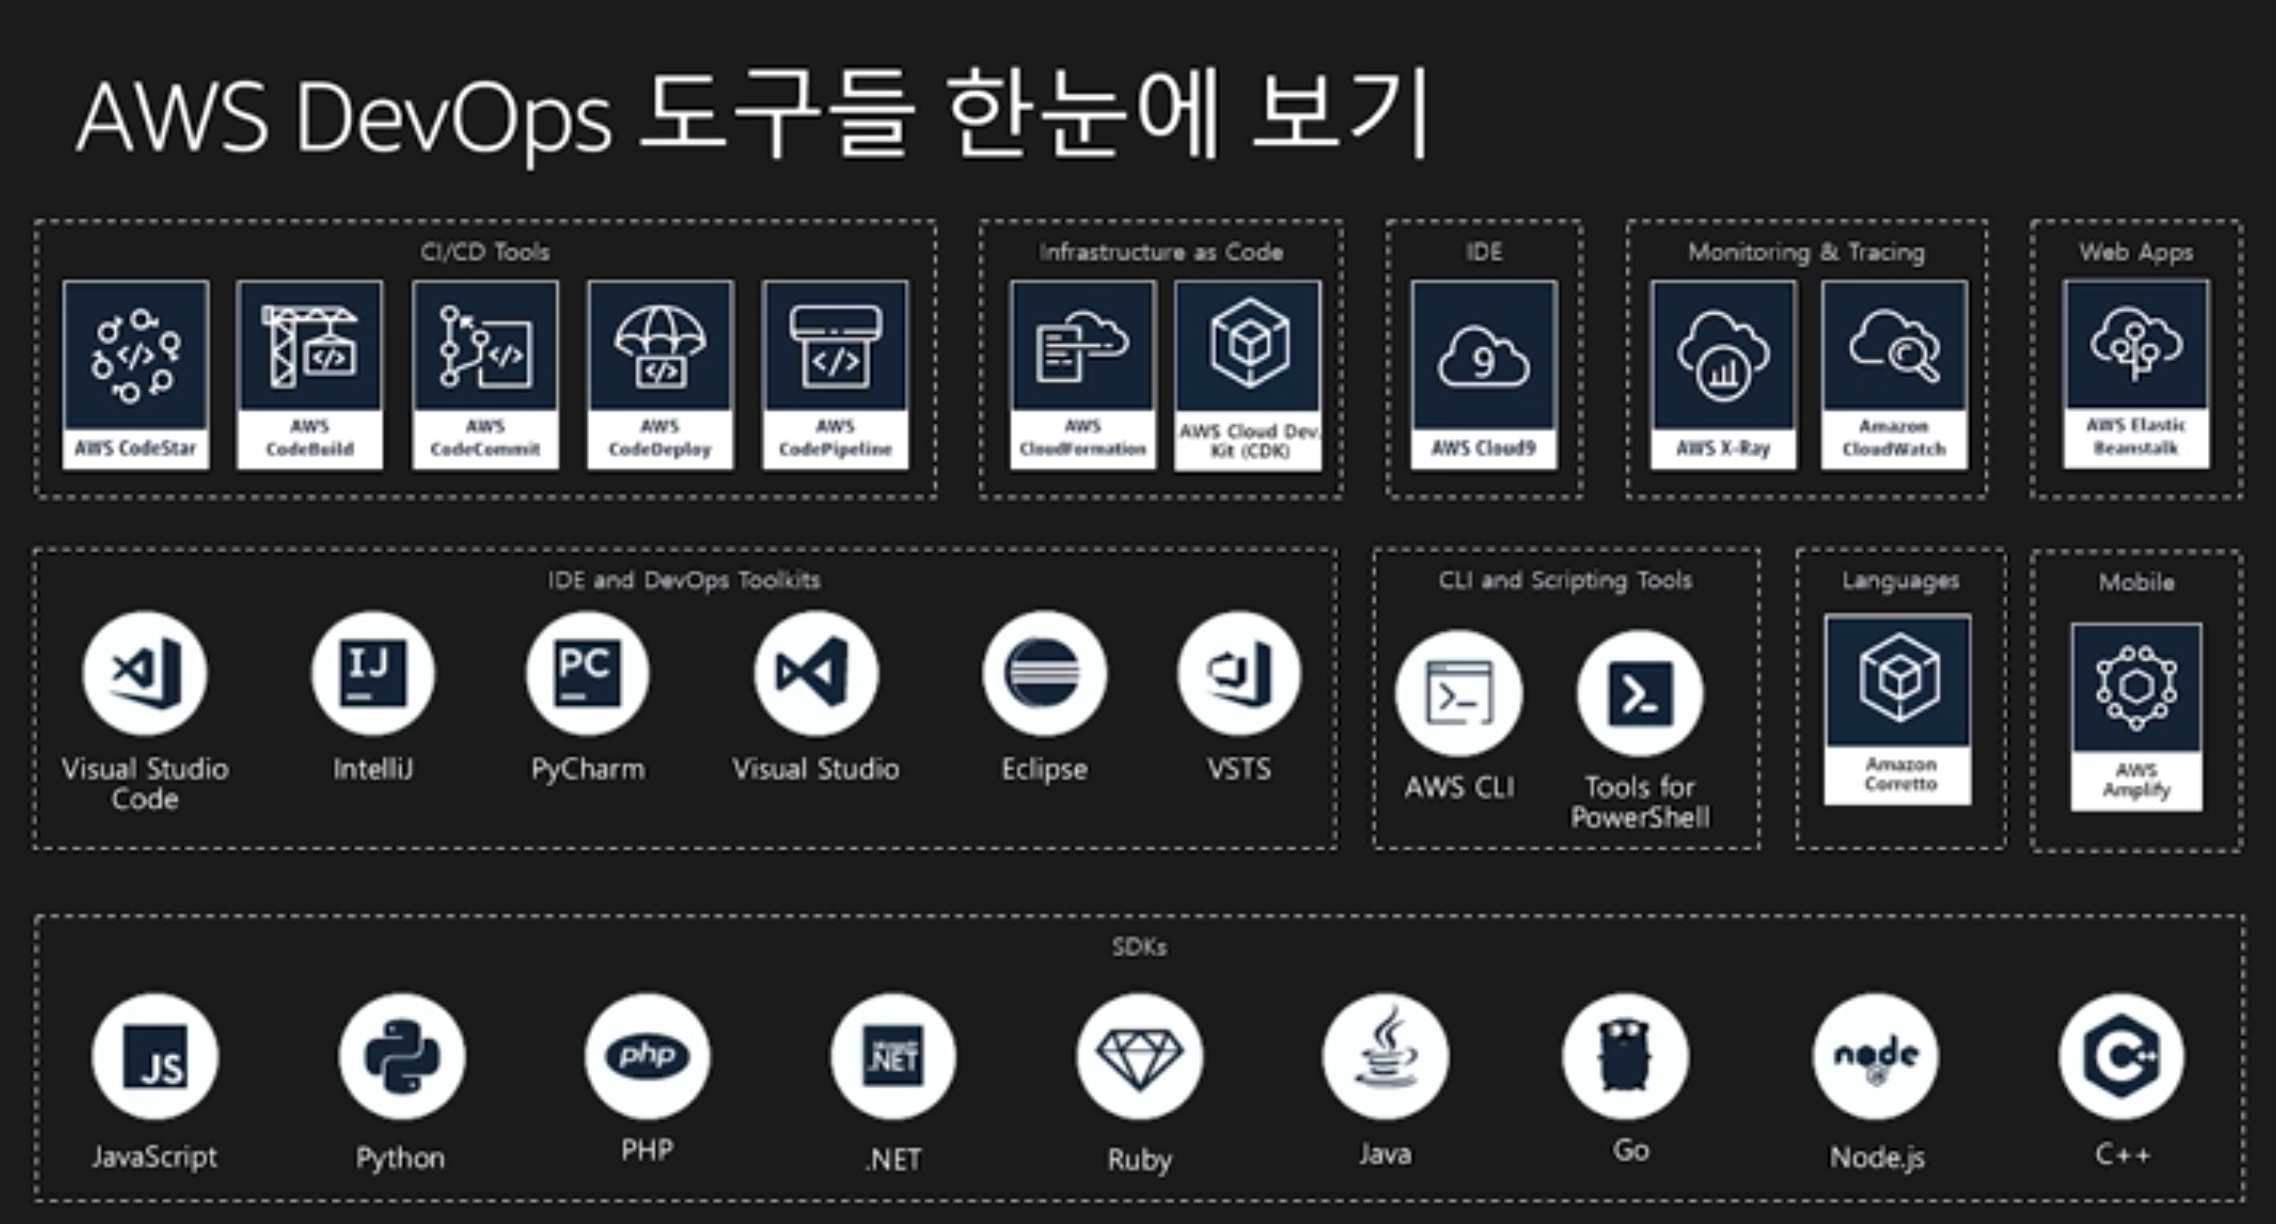 AWS DevOps 도구들 한눈에 보기
CI/CD Tools
AWS CodeStar
AWS
CodeBuild
AWS
CodeCommit
AWS
CodeDeploy
AWS
CodePipeline
Infrastructure as Code
AWS
CloudFormation
AWS Cloud Dev.
Kit (CDK)
IDE
9
AWS Cloud9
Monitoring & Tracing
AWS X-Ray
Amazon
CloudWatch
Web Apps
AWS Elastic
Beanstalk
IDE and DevOps Toolkits
Visual Studio
Code
IJ
IntelliJ
PC
PyCharm
Visual Studio
Eclipse
VSTS
CLI and Scripting Tools
AWS CLI
Tools for
PowerShell
Languages
Amazon
Corretto
Mobile
AWS
Amplify
SDKs
JS
JavaScript
Python
php
PHP
Microsoft
.NET
.NET
Ruby
Java
Go
node
JS
Node.js
C++
C++